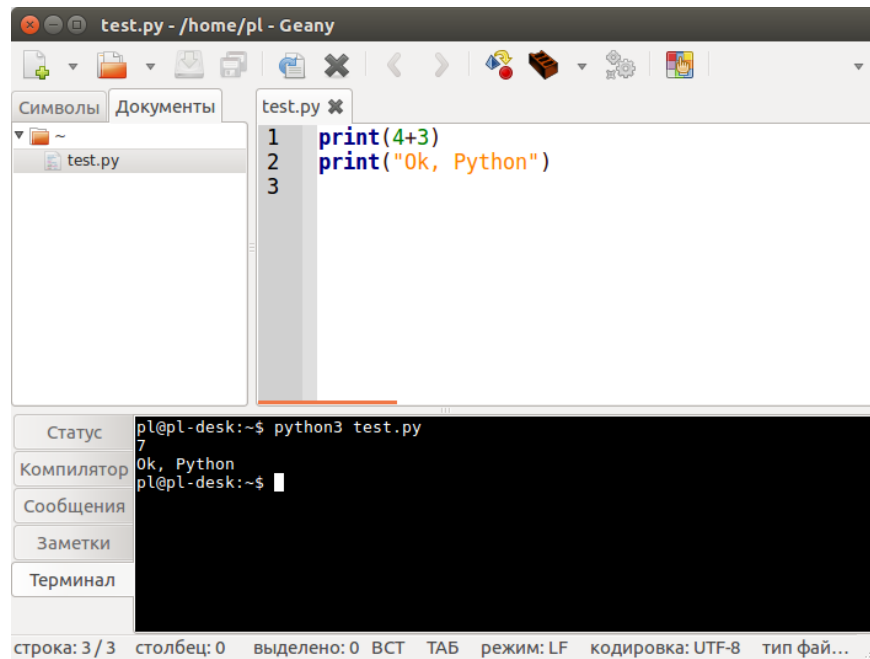 test.py - /home/pl - Geany
Символы Документы
~
test.py
test.py
1 print(4+3)
2 print("Ok, Python")
3
Статус
Компилятор
Сообщения
Заметки
Терминал
pl@pl-desk:~$ python3 test.py
7
Ok, Python
pl@pl-desk:~$
строка: 3 / 3 столбец: 0 выделено: 0 ВСТ ТАБ режим: LF кодировка: UTF-8 тип фай...